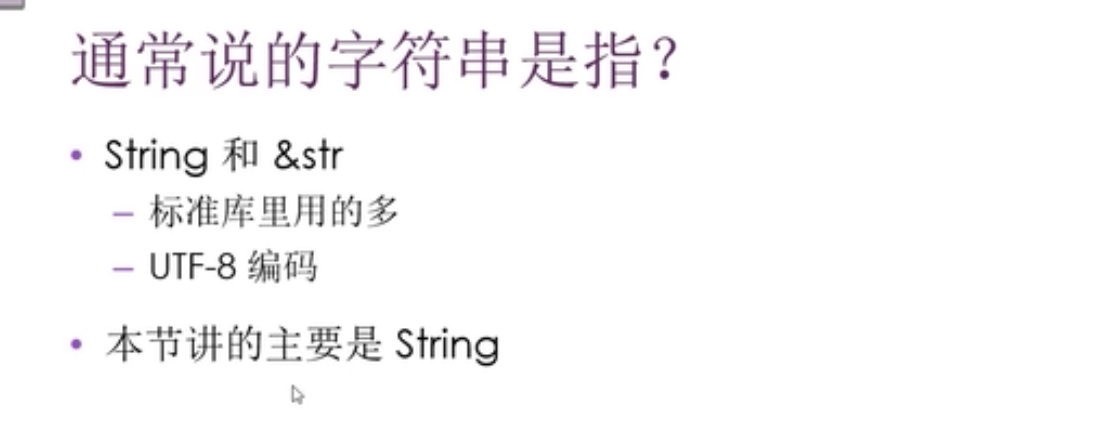 通常说的字符串是指？
• String 和 &str
– 标准库里用的多
– UTF-8 编码
• 本节讲的主要是 String